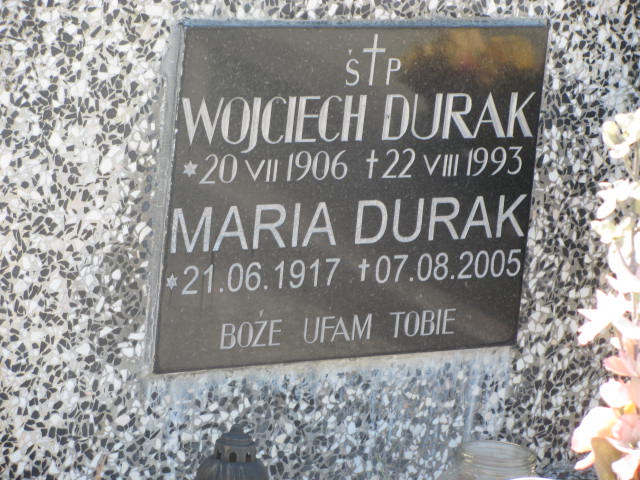 Ś†P
WOJCIECH DURAK
*20 VII 1906 †22 VIII 1993
MARIA DURAK
*21.06.1917 †07.08.2005
BOŻE UFAM TOBIE